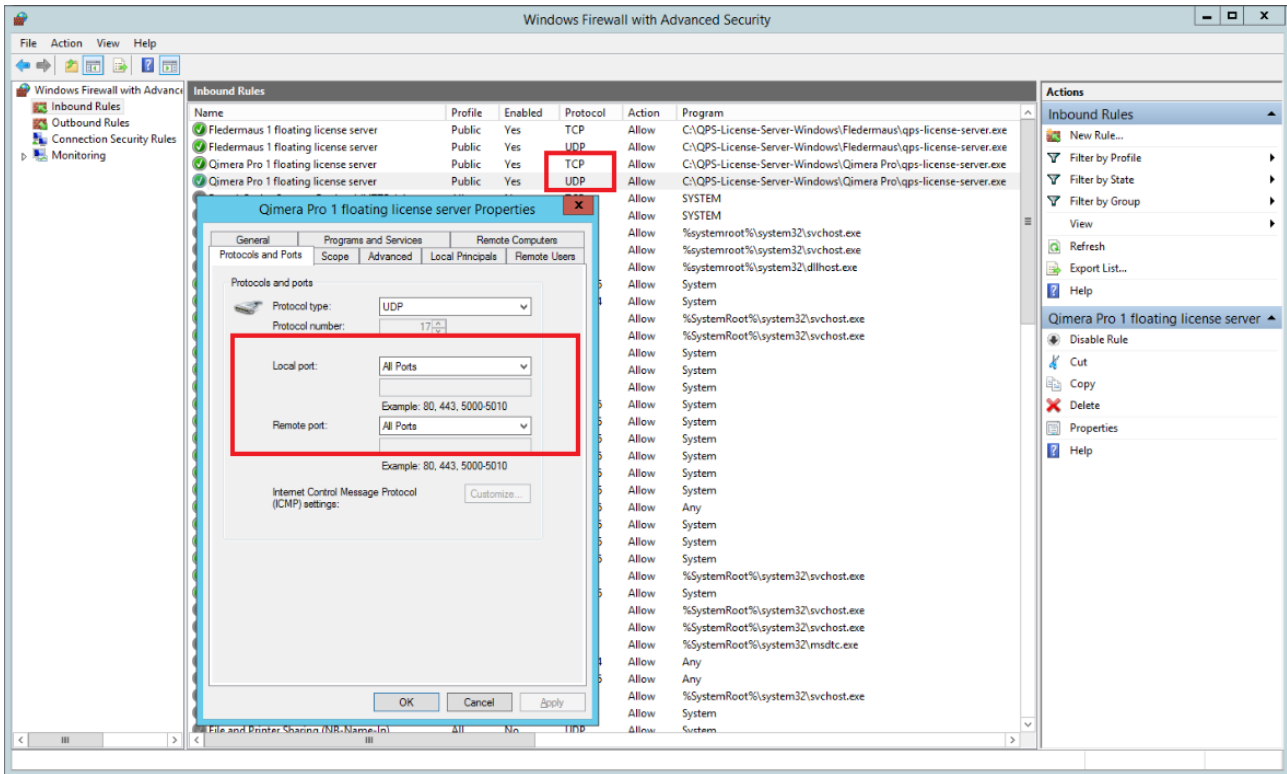 Windows Firewall with Advanced Security
File Action View Help
Windows Firewall with Advance
Inbound Rules
Outbound Rules
Connection Security Rules
Monitoring
Inbound Rules
Name Profile Enabled Protocol Action Program
Fledermaus 1 floating license server Public Yes TCP Allow C:\QPS-License-Server-Windows\Fledermaus\qps-license-server.exe
Fledermaus 1 floating license server Public Yes UDP Allow C:\QPS-License-Server-Windows\Fledermaus\qps-license-server.exe
Qimera Pro 1 floating license server Public Yes TCP Allow C:\QPS-License-Server-Windows\Qimera Pro\qps-license-server.exe
Qimera Pro 1 floating license server Public Yes UDP Allow C:\QPS-License-Server-Windows\Qimera Pro\qps-license-server.exe
Allow SYSTEM
Allow SYSTEM
Allow %systemroot%\system32\svchost.exe
Allow %systemroot%\system32\svchost.exe
Allow %systemroot%\system32\dllhost.exe
Allow System
Allow System
Allow %SystemRoot%\system32\svchost.exe
Allow %SystemRoot%\system32\svchost.exe
Allow System
Allow System
Allow System
Allow System
Allow System
Allow System
Allow System
Allow System
Allow System
Allow Any
Allow System
Allow System
Allow System
Allow %SystemRoot%\system32\svchost.exe
Allow System
Allow %SystemRoot%\system32\svchost.exe
Allow %SystemRoot%\system32\svchost.exe
Allow %SystemRoot%\system32\msdtc.exe
Allow Any
Allow Any
Allow %SystemRoot%\system32\svchost.exe
Allow System
File and Printer Sharing (NB-Name-In) All No UDP Allow System
Qimera Pro 1 floating license server Properties
General Programs and Services Remote Computers
Protocols and Ports Scope Advanced Local Principals Remote Users
Protocols and ports
Protocol type: UDP
Protocol number: 17
Local port: All Ports
Example: 80, 443, 5000-5010
Remote port: All Ports
Example: 80, 443, 5000-5010
Internet Control Message Protocol
(ICMP) settings: Customize...
OK Cancel Apply
Actions
Inbound Rules
New Rule...
Filter by Profile
Filter by State
Filter by Group
View
Refresh
Export List...
Help
Qimera Pro 1 floating license server
Disable Rule
Cut
Copy
Delete
Properties
Help